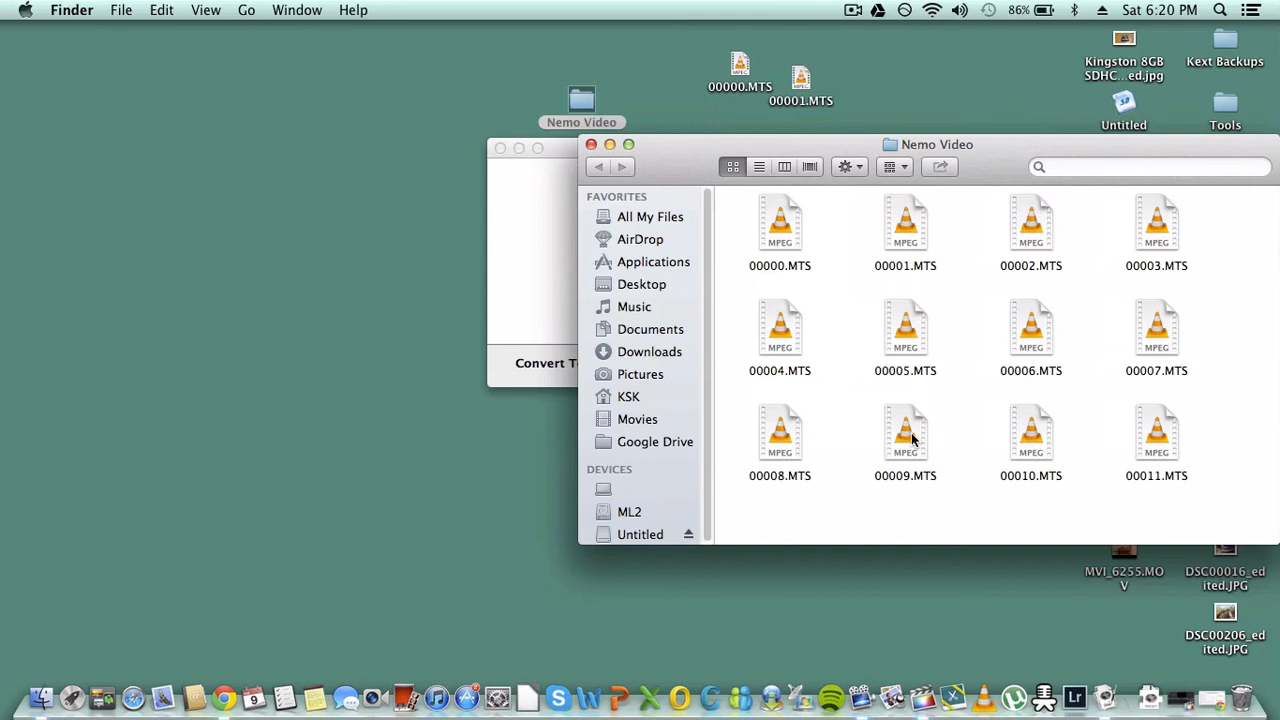 Finder File Edit View Go Window Help
86% Sat 6:20 PM
Kingston 8GB
SDHC...ed.jpg
Kext Backups
00000.MTS
00001.MTS
Nemo Video
Untitled
Tools
Nemo Video
FAVORITES
All My Files
AirDrop
Applications
Desktop
Music
Documents
Downloads
Pictures
KSK
Movies
Google Drive
DEVICES
ML2
Untitled
MPEG MPEG MPEG MPEG
00000.MTS 00001.MTS 00002.MTS 00003.MTS
MPEG MPEG MPEG MPEG
00004.MTS 00005.MTS 00006.MTS 00007.MTS
MPEG MPEG MPEG MPEG
00008.MTS 00009.MTS 00010.MTS 00011.MTS
Convert T
MVI_6255.MO
V
DSC00016_ed
ited.JPG
DSC00206_ed
ited.JPG